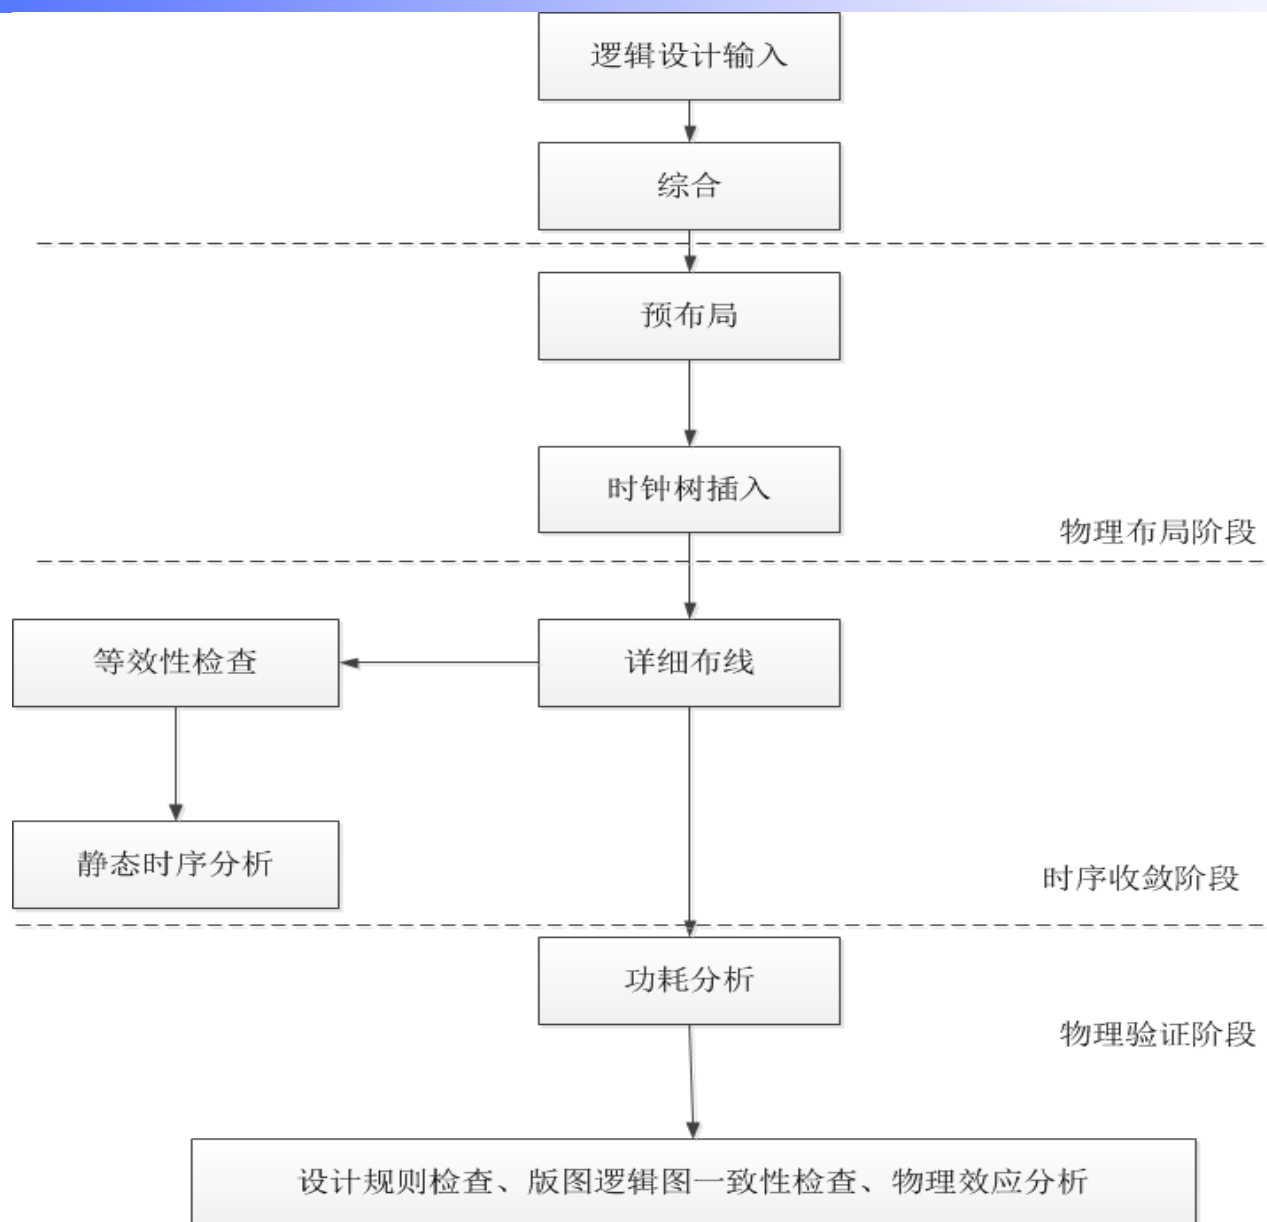 逻辑设计输入
综合
预布局
时钟树插入
物理布局阶段
等效性检查
详细布线
静态时序分析
时序收敛阶段
功耗分析
物理验证阶段
设计规则检查、版图逻辑图一致性检查、物理效应分析